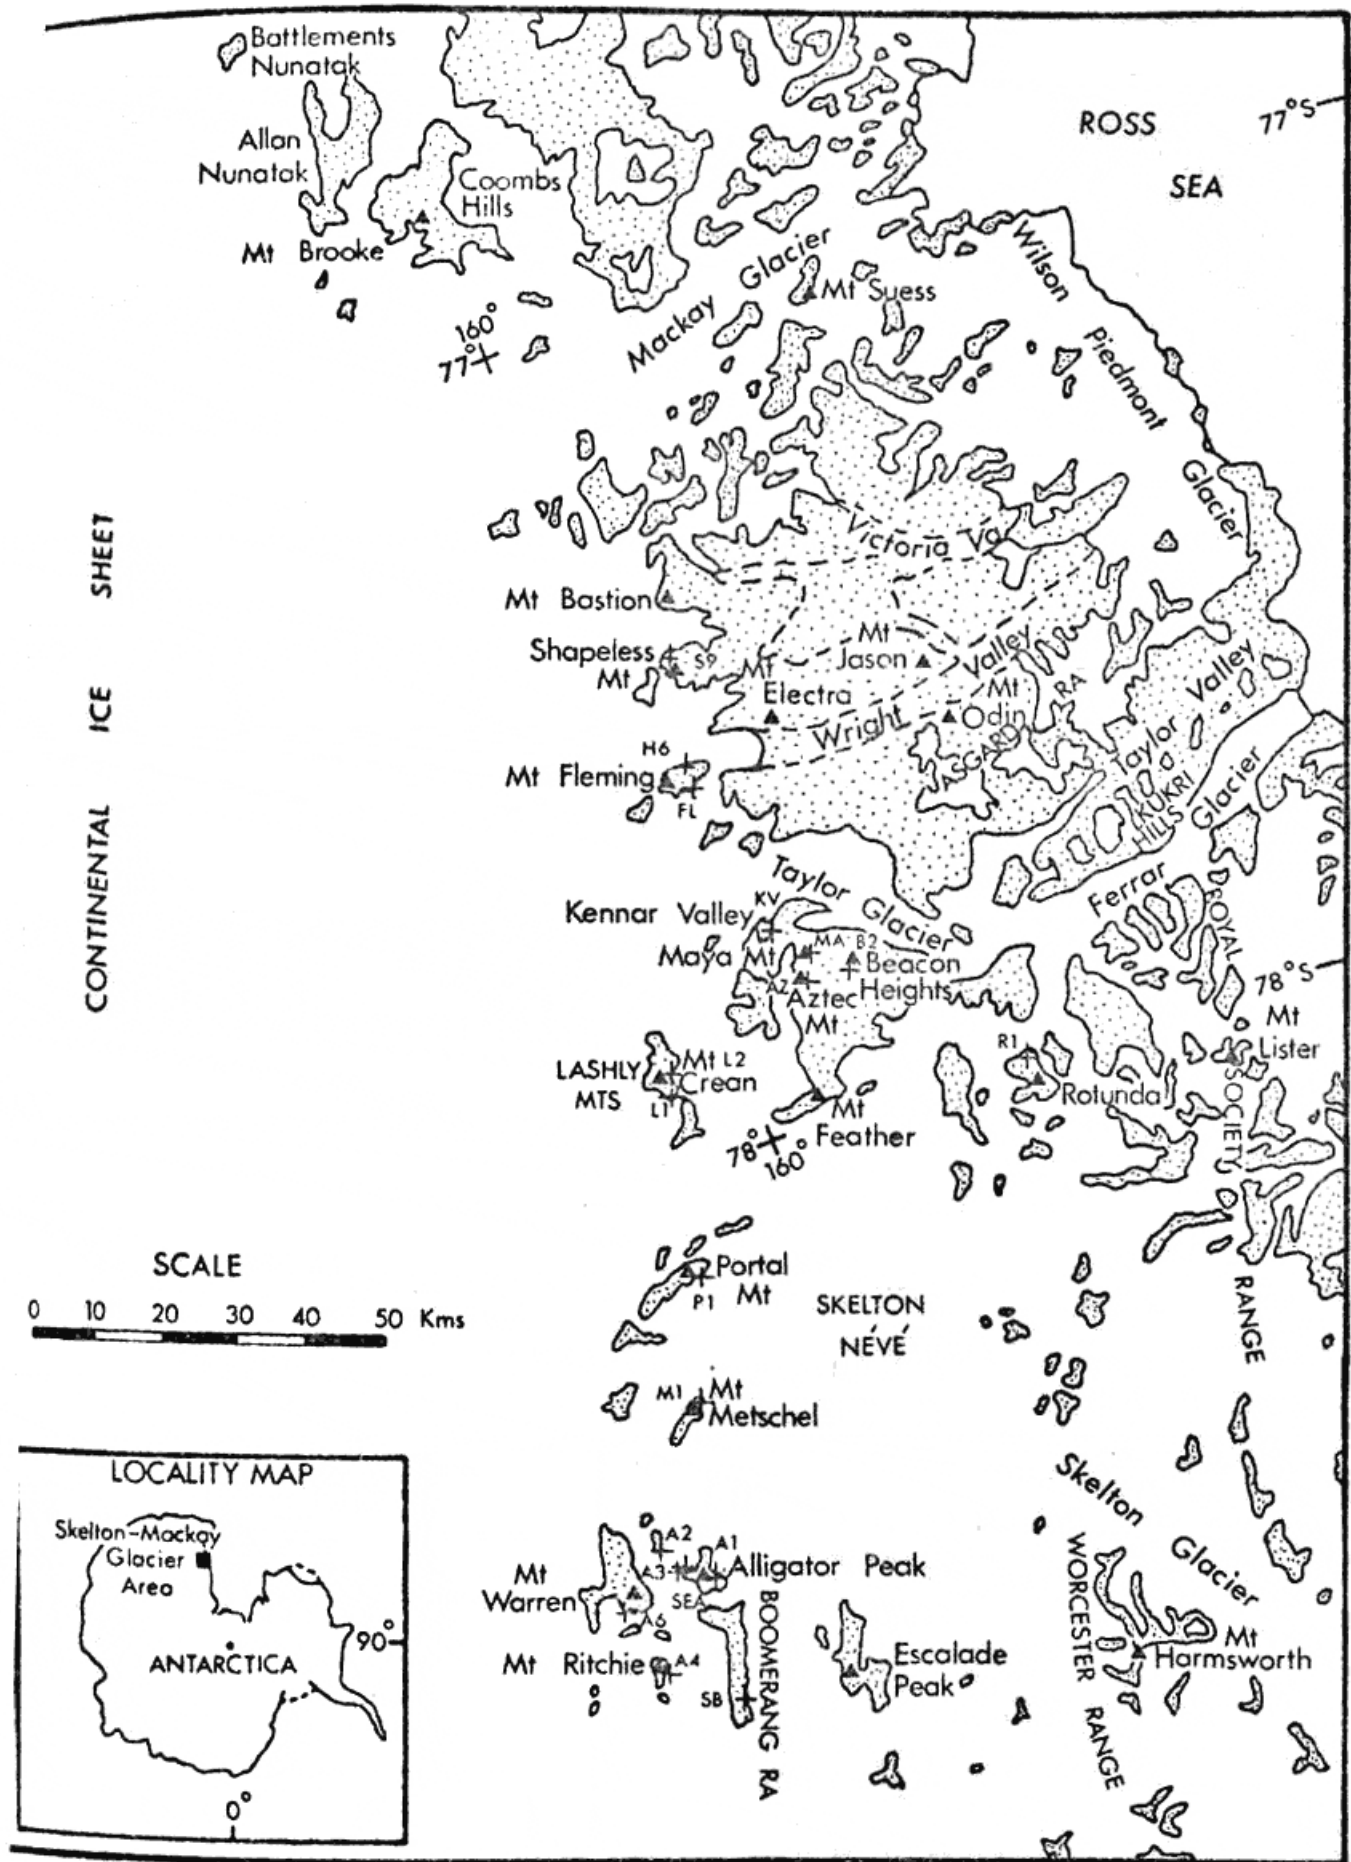 Battlements
Nunatak
Allan
Nunatak
Coombs
Hills
Mt Brooke
ROSS
SEA
77°S
160°
77°
Mackay Glacier
Mt Suess
Wilson Piedmont Glacier
CONTINENTAL ICE SHEET
Victoria Va
Mt Bastion
Shapeless
Mt
S9
Mt
Electra
Mt
Jason
Valley
Wright
Mt
Odin
ASGARD RA
H6
Mt Fleming
FL
Taylor Valley
KUKRI
HILLS
Ferrar Glacier
Taylor Glacier
KV
Kennar Valley
Maya Mt
MA
B2
Beacon
Heights
AZ
Aztec
Mt
78°S
ROYAL SOCIETY RANGE
Mt
Lister
R1
Rotunda
LASHLY
MTS
Mt L2
Crean
L1
Mt
Feather
78°
160°
SCALE
0 10 20 30 40 50 Kms
Portal
Mt
P1
SKELTON
NÉVÉ
M1
Mt
Metschel
Skelton Glacier
LOCALITY MAP
Skelton-Mackay
Glacier
Area
ANTARCTICA
90°
0°
A2
A1
A3
Alligator Peak
Mt
Warren
SEA
A6
Mt Ritchie
A4
SB
BOOMERANG RA
Escalade
Peak
WORCESTER RANGE
Mt
Harmsworth